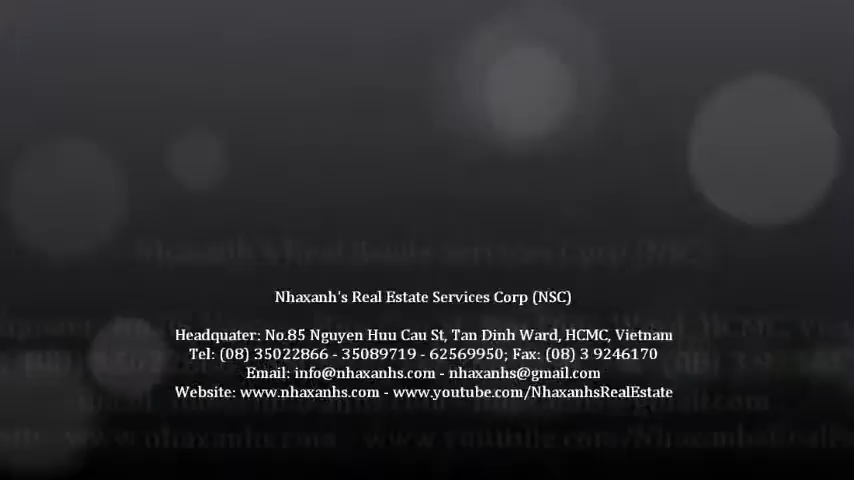 Nhaxanh's Real Estate Services Corp (NSC)
Headquater: No.85 Nguyen Huu Cau St, Tan Dinh Ward, HCMC, Vietnam
Tel: (08) 35022866 - 35089719 - 62569950; Fax: (08) 3 9246170
Email: info@nhaxanhs.com - nhaxanhs@gmail.com
Website: www.nhaxanhs.com - www.youtube.com/NhaxanhsRealEstate